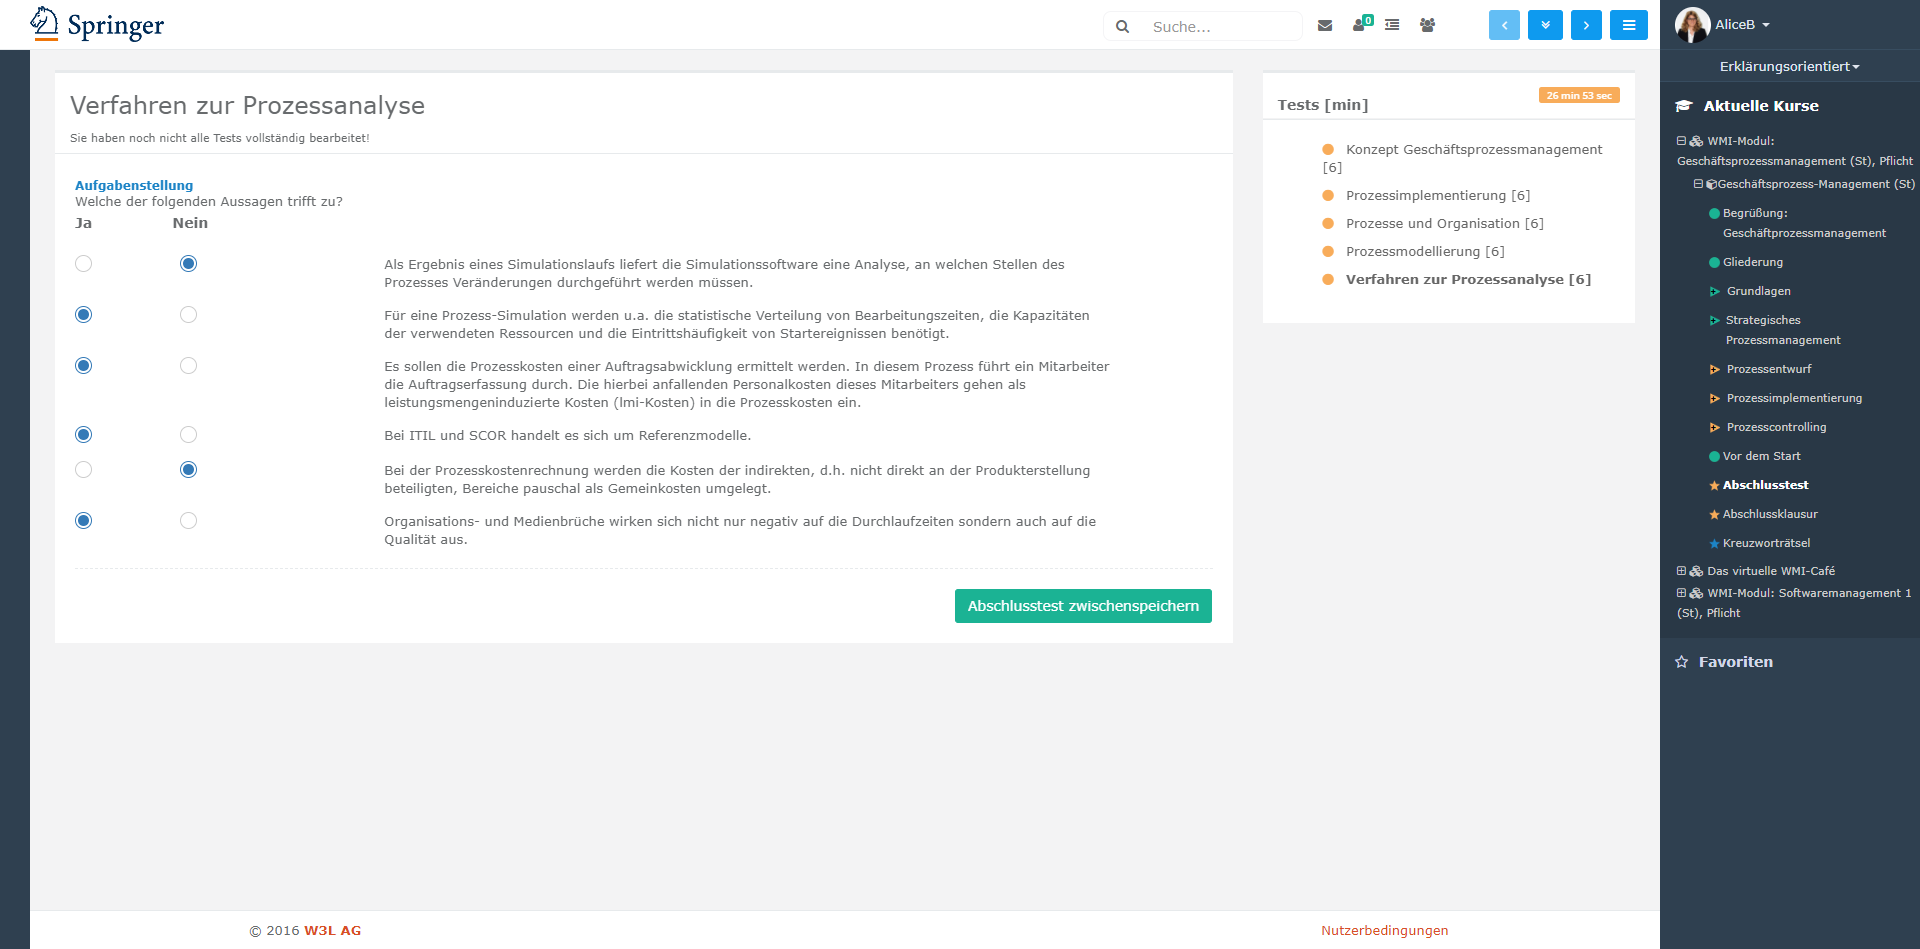 Springer
Suche...
0
AliceB
Erklärungsorientiert
Verfahren zur Prozessanalyse
Sie haben noch nicht alle Tests vollständig bearbeitet!
Aufgabenstellung
Welche der folgenden Aussagen trifft zu?
Ja Nein
Als Ergebnis eines Simulationslaufs liefert die Simulationssoftware eine Analyse, an welchen Stellen des
Prozesses Veränderungen durchgeführt werden müssen.
Für eine Prozess-Simulation werden u.a. die statistische Verteilung von Bearbeitungszeiten, die Kapazitäten
der verwendeten Ressourcen und die Eintrittshäufigkeit von Startereignissen benötigt.
Es sollen die Prozesskosten einer Auftragsabwicklung ermittelt werden. In diesem Prozess führt ein Mitarbeiter
die Auftragserfassung durch. Die hierbei anfallenden Personalkosten dieses Mitarbeiters gehen als
leistungsmengeninduzierte Kosten (lmi-Kosten) in die Prozesskosten ein.
Bei ITIL und SCOR handelt es sich um Referenzmodelle.
Bei der Prozesskostenrechnung werden die Kosten der indirekten, d.h. nicht direkt an der Produkterstellung
beteiligten, Bereiche pauschal als Gemeinkosten umgelegt.
Organisations- und Medienbrüche wirken sich nicht nur negativ auf die Durchlaufzeiten sondern auch auf die
Qualität aus.
Abschlusstest zwischenspeichern
Tests [min]
26 min 53 sec
Konzept Geschäftsprozessmanagement
[6]
Prozessimplementierung [6]
Prozesse und Organisation [6]
Prozessmodellierung [6]
Verfahren zur Prozessanalyse [6]
Aktuelle Kurse
WMI-Modul:
Geschäftsprozessmanagement (St), Pflicht
Geschäftsprozess-Management (St)
Begrüßung:
Geschäftprozessmanagement
Gliederung
Grundlagen
Strategisches
Prozessmanagement
Prozessentwurf
Prozessimplementierung
Prozesscontrolling
Vor dem Start
Abschlusstest
Abschlussklausur
Kreuzworträtsel
Das virtuelle WMI-Café
WMI-Modul: Softwaremanagement 1
(St), Pflicht
Favoriten
© 2016 W3L AG
Nutzerbedingungen